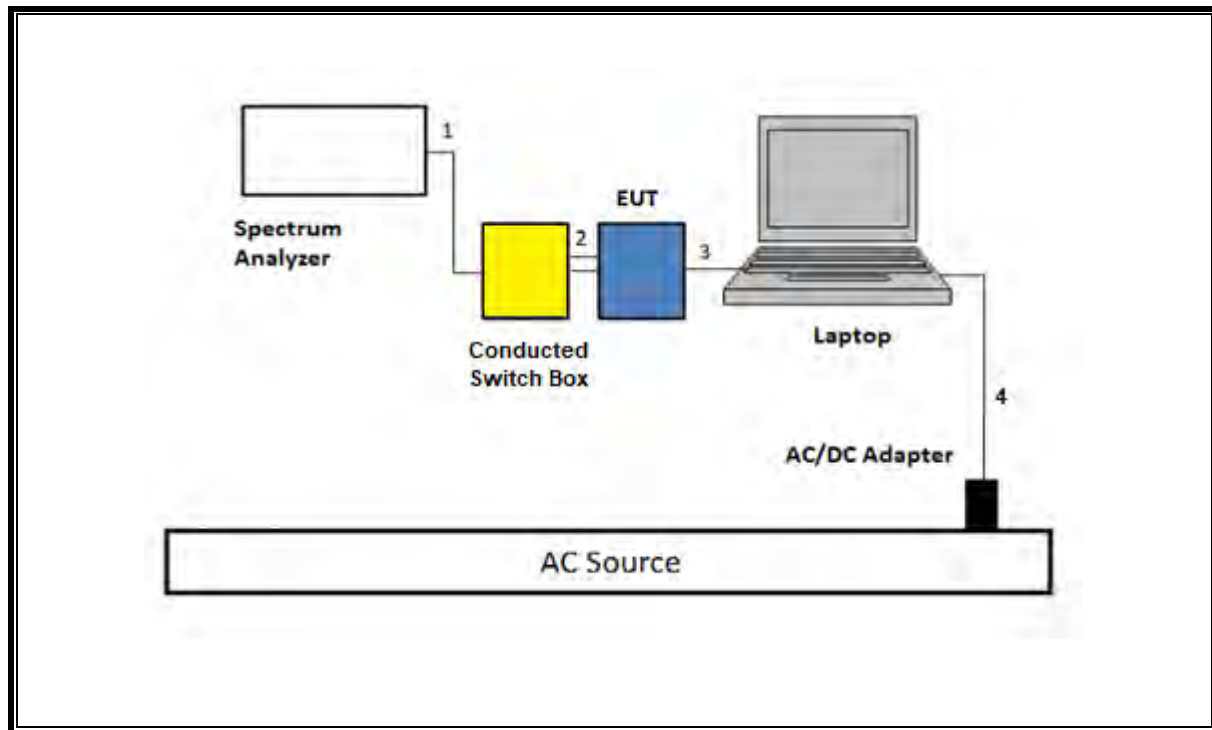 1
Spectrum
Analyzer
2
EUT
3
Conducted
Switch Box
Laptop
4
AC/DC Adapter
AC Source